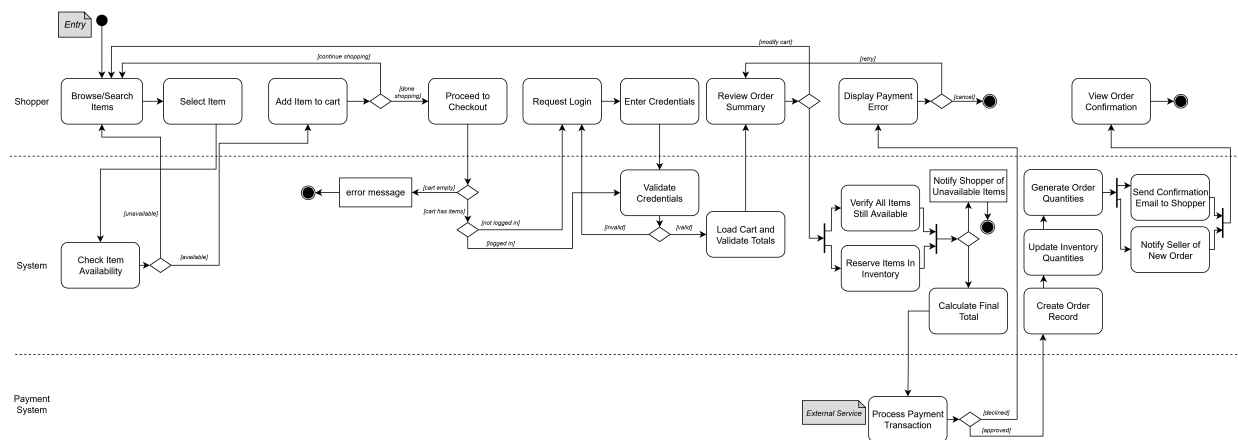 Entry
[modify cart]
[continue shopping]
[retry]
Shopper
Browse/Search
Items
Select Item
Add Item to cart
[done
shopping]
Proceed to
Checkout
Request Login
Enter Credentials
Review Order
Summary
Display Payment
Error
[cancel]
View Order
Confirmation
[unavailable]
[available]
Check Item
Availability
System
error message
[cart empty]
[cart has items]
[not logged in]
[logged in]
Validate
Credentials
[invalid]
[valid]
Load Cart and
Validate Totals
Verify All Items
Still Available
Reserve Items In
Inventory
Notify Shopper of
Unavailable Items
Calculate Final
Total
Generate Order
Quantities
Update Inventory
Quantities
Create Order
Record
Send Confirmation
Email to Shopper
Notify Seller of
New Order
Payment
System
External Service
Process Payment
Transaction
[declined]
[approved]